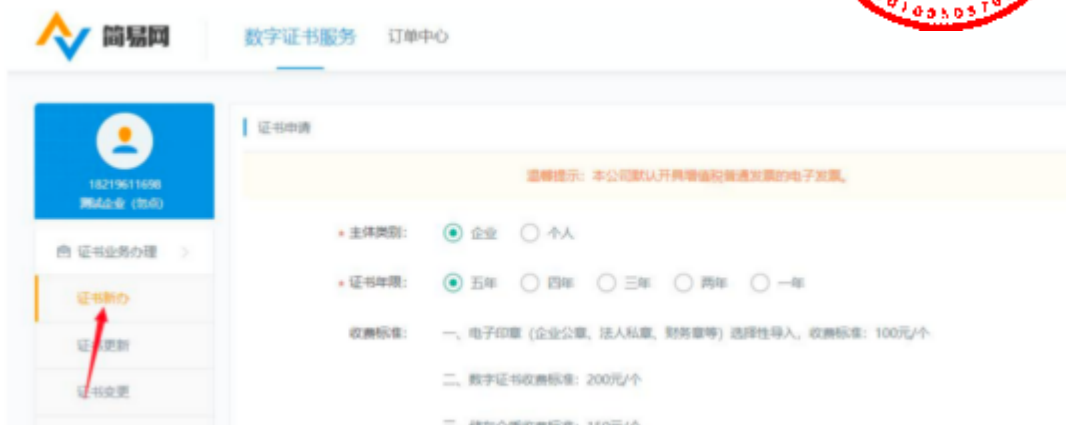 简易网
数字证书服务 订单中心
证书申请
温馨提示：本公司默认开具增值税普通发票的电子发票。
18219611698
测试企业（勿点）
* 主体类别： 企业 个人
证书业务办理 >
* 证书年限： 五年 四年 三年 两年 一年
证书新办
收费标准： 一、电子印章（企业公章、法人私章、财务章等）选择性导入，收费标准：100元/个
证书更新
二、数字证书收费标准：200元/个
证书变更